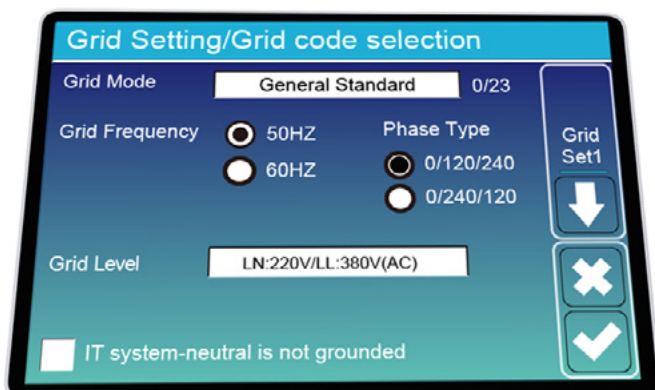 Grid Setting/Grid code selection
Grid Mode General Standard 0/23
Grid Frequency 50HZ Phase Type
60HZ 0/120/240
0/240/120
Grid Set1
Grid Level LN:220V/LL:380V(AC)
IT system-neutral is not grounded